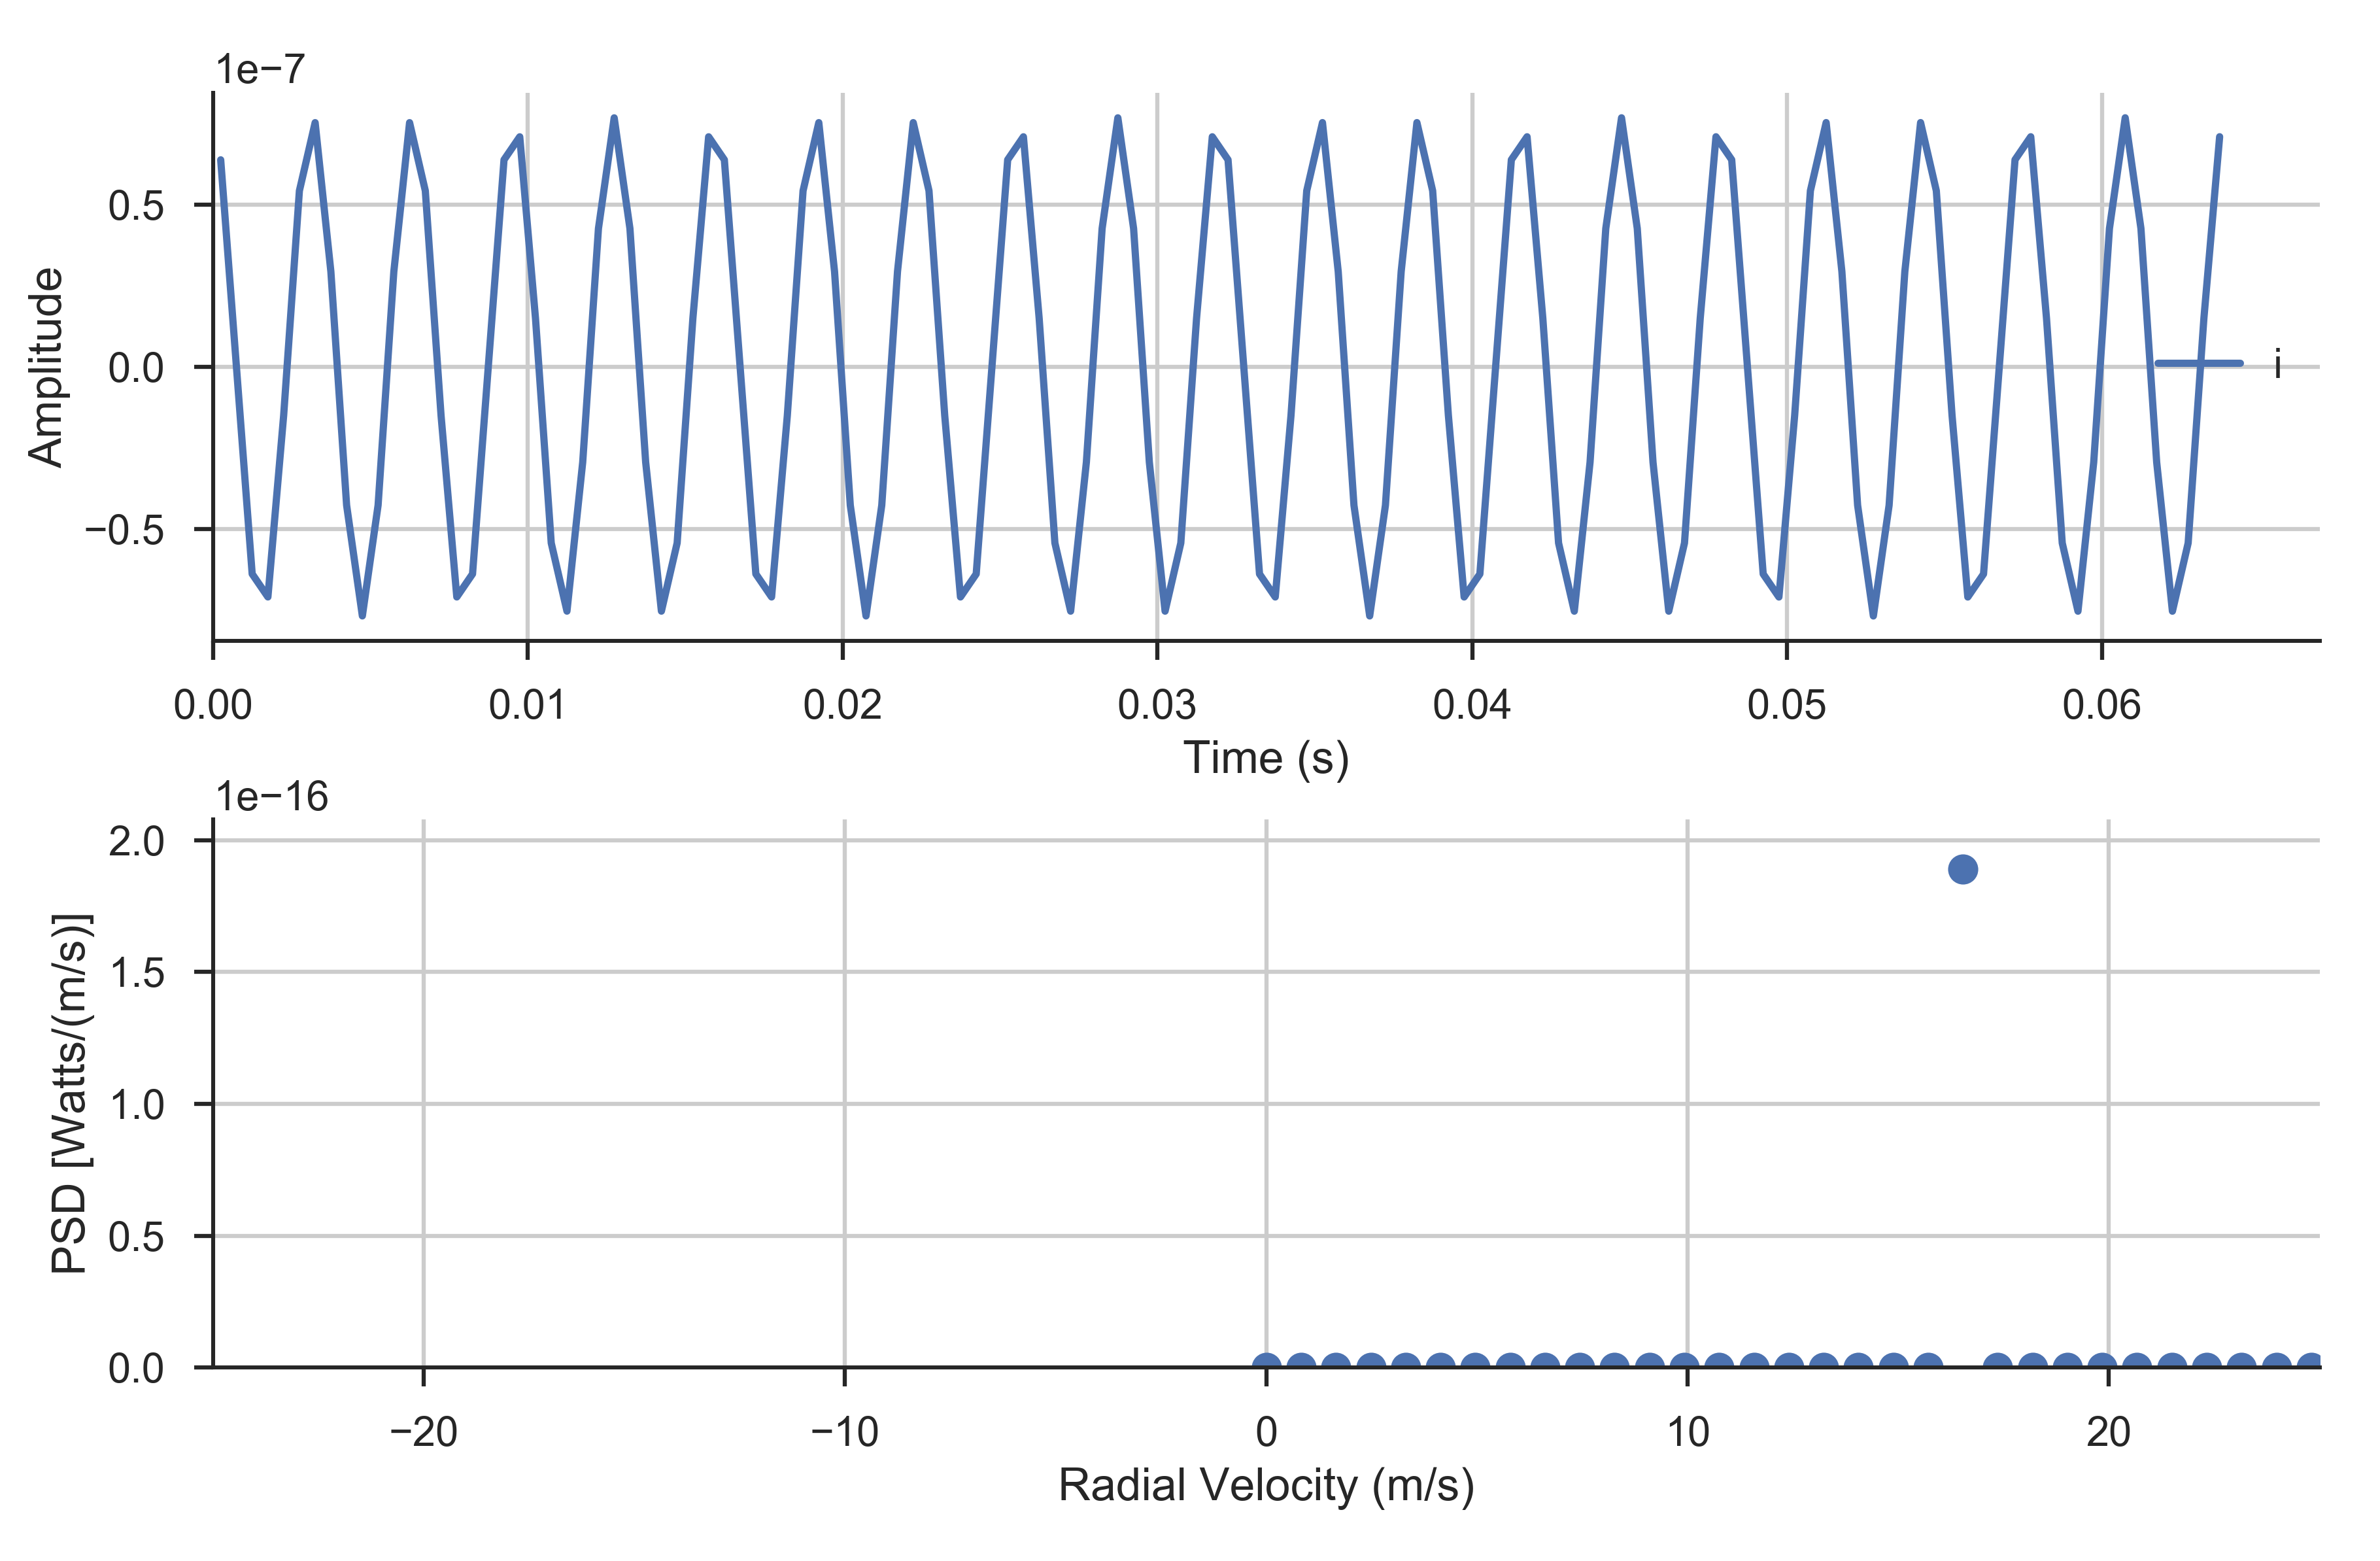 1e−7
0.5
0.0
−0.5
Amplitude
i
0.00 0.01 0.02 0.03 0.04 0.05 0.06
Time (s)
1e−16
2.0
1.5
1.0
0.5
0.0
PSD [Watts/(m/s)]
−20 −10 0 10 20
Radial Velocity (m/s)